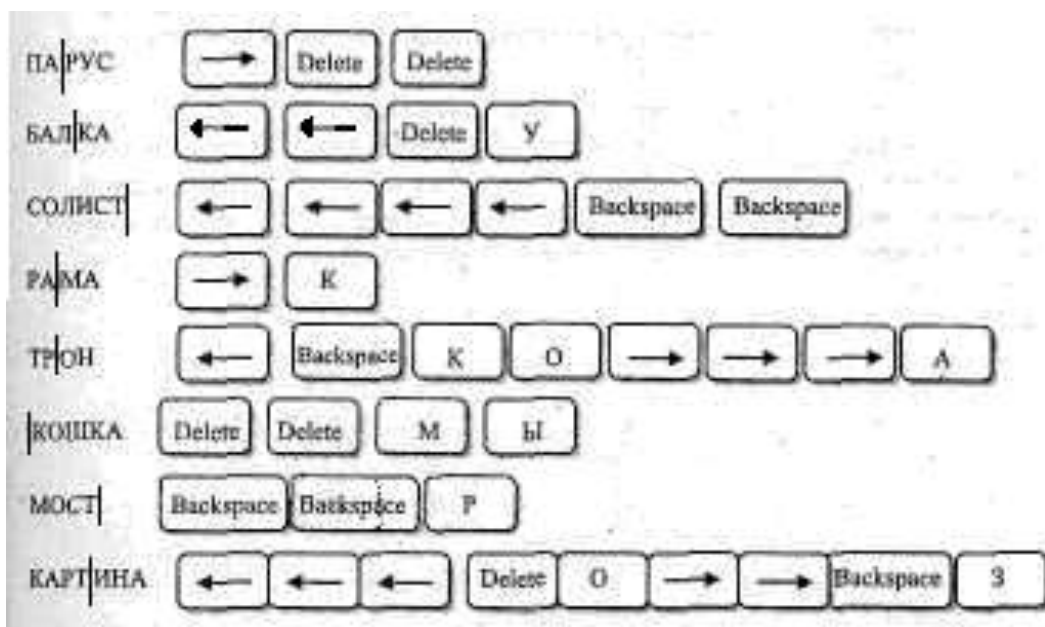 ПА|РУС → Delete Delete
БАЛ|КА ← ← Delete У
СОЛИСТ| ← ← ← ← Backspace Backspace
РА|МА → К
ТР|ОН ← Backspace К О → → → А
|КОШКА Delete Delete М Ы
МОСТ| Backspace Backspace Р
КАРТ|ИНА ← ← ← Delete О → → Backspace З